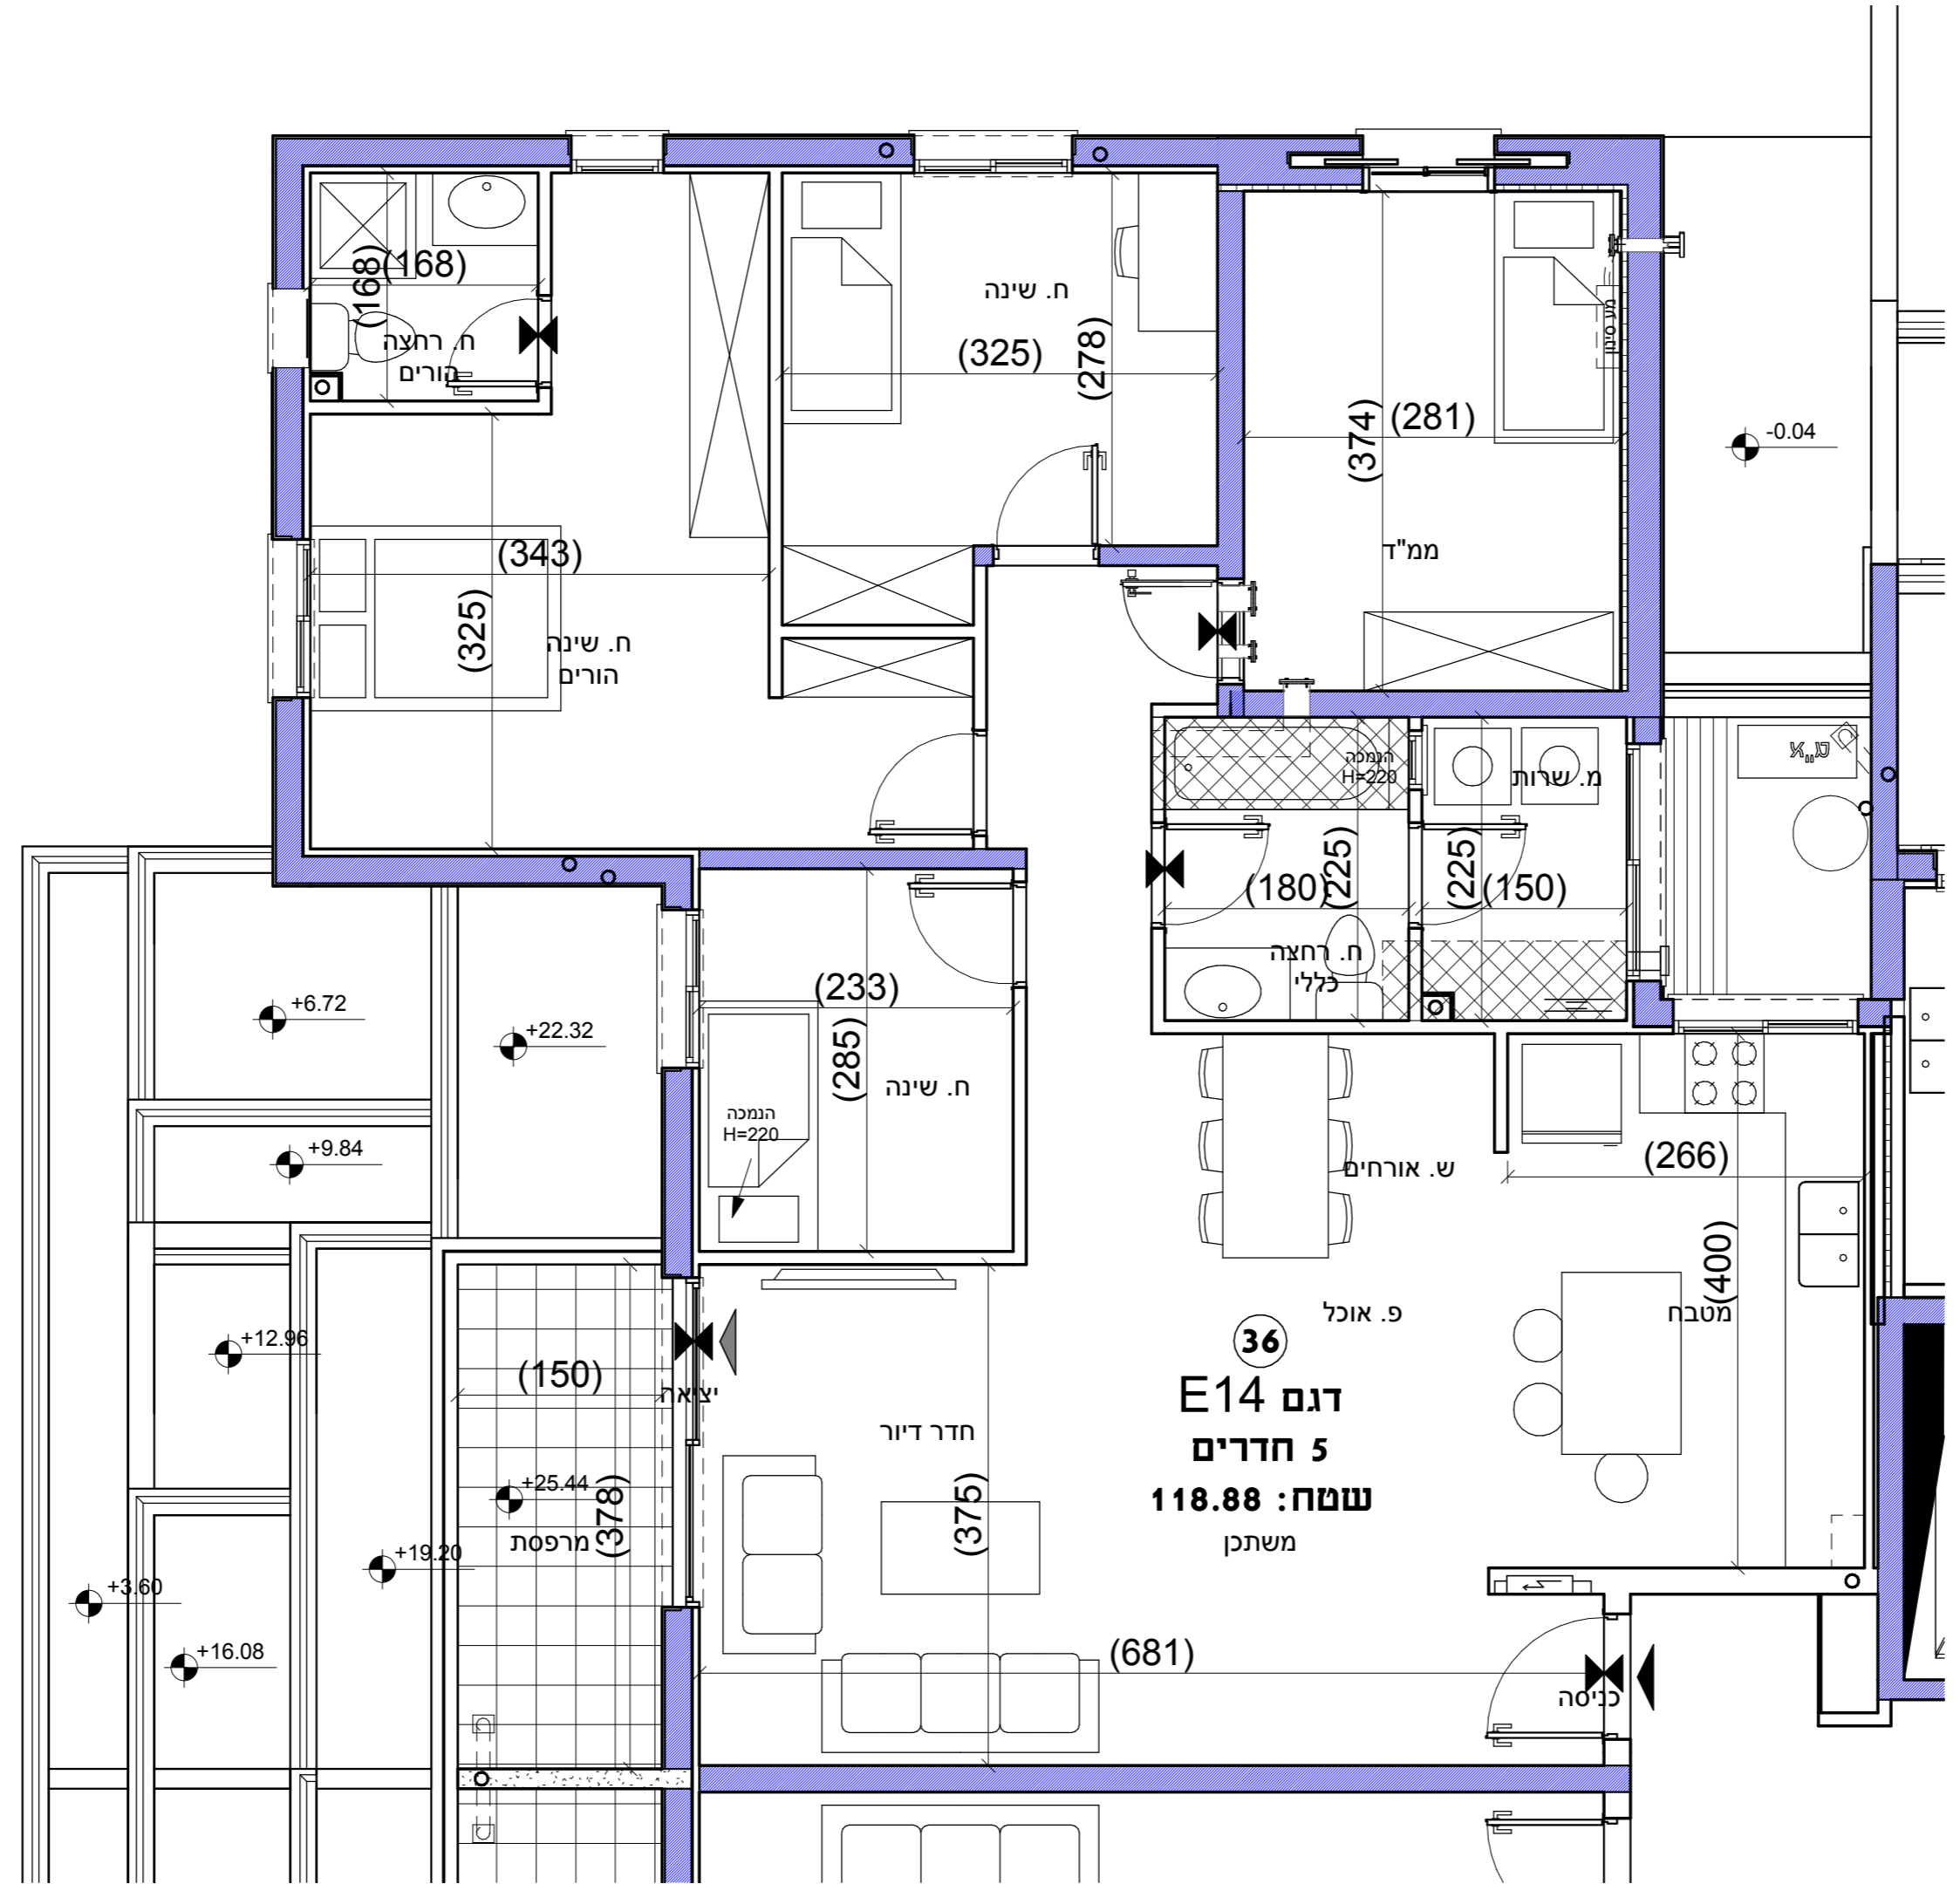 (168)
(168)
ח. רחצה
הורים
ח. שינה
(325)
(278)
(374)
(281)
מע סינון
-0.04
ממ"ד
(343)
(325)
ח. שינה
הורים
הנמכה
H=220
מ. שרות
(180)
(225)
(225)
(150)
ח. רחצה
כללי
(233)
(285)
ח. שינה
הנמכה
H=220
+6.72
+22.32
+9.84
ש. אורחים
(266)
(400)
+12.96
(150)
יציאה
פ. אוכל
מטבח
36
דגם E14
5 חדרים
שטח: 118.88
משתכן
חדר דיור
(375)
+25.44
(378)
מרפסת
+19.20
+3.60
+16.08
(681)
כניסה